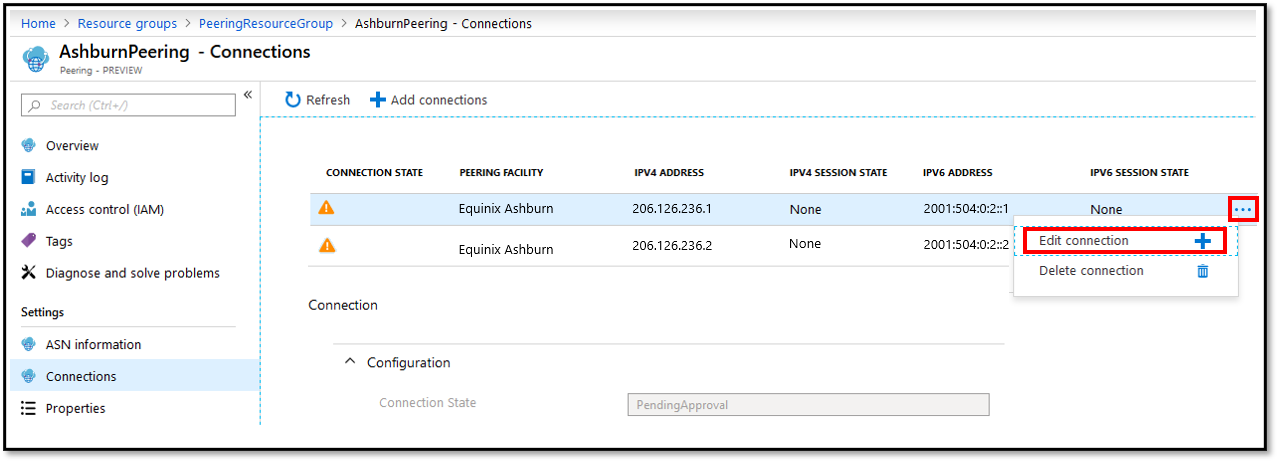 Home > Resource groups > PeeringResourceGroup > AshburnPeering - Connections
AshburnPeering - Connections
Peering - PREVIEW
Search (Ctrl+/)
«
Refresh Add connections
Overview
Activity log
Access control (IAM)
Tags
Diagnose and solve problems
Settings
ASN information
Connections
Properties
CONNECTION STATE PEERING FACILITY IPV4 ADDRESS IPV4 SESSION STATE IPV6 ADDRESS IPV6 SESSION STATE
Equinix Ashburn 206.126.236.1 None 2001:504:0:2::1 None ...
Equinix Ashburn 206.126.236.2 None 2001:504:0:2::2
Edit connection
Delete connection
Connection
Configuration
Connection State PendingApproval